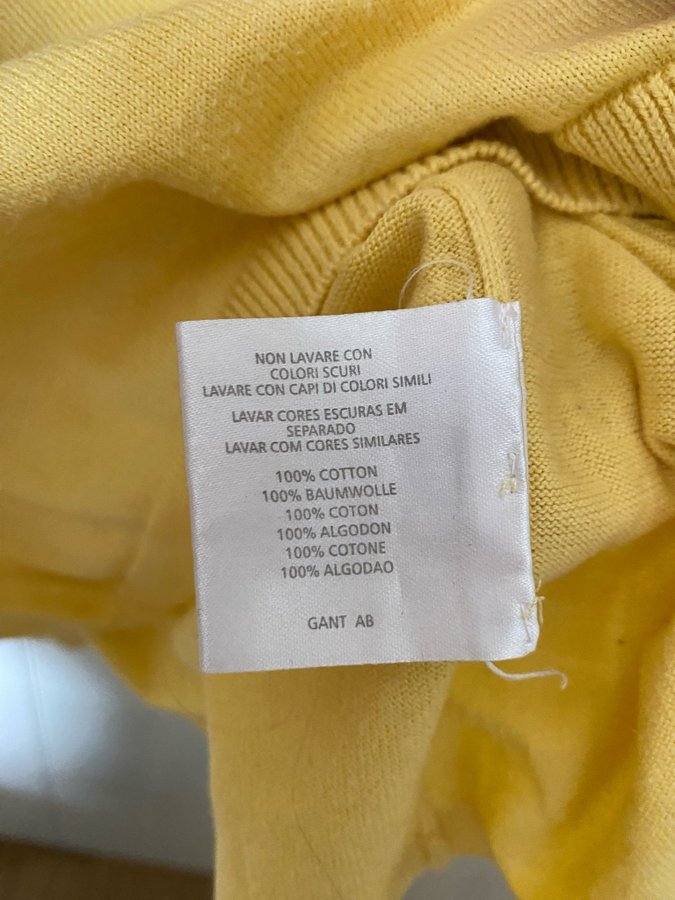 NON LAVARE CON
COLORI SCURI
LAVARE CON CAPI DI COLORI SIMILI
LAVAR CORES ESCURAS EM
SEPARADO
LAVAR COM CORES SIMILARES
100% COTTON
100% BAUMWOLLE
100% COTON
100% ALGODON
100% COTONE
100% ALGODAO
GANT AB